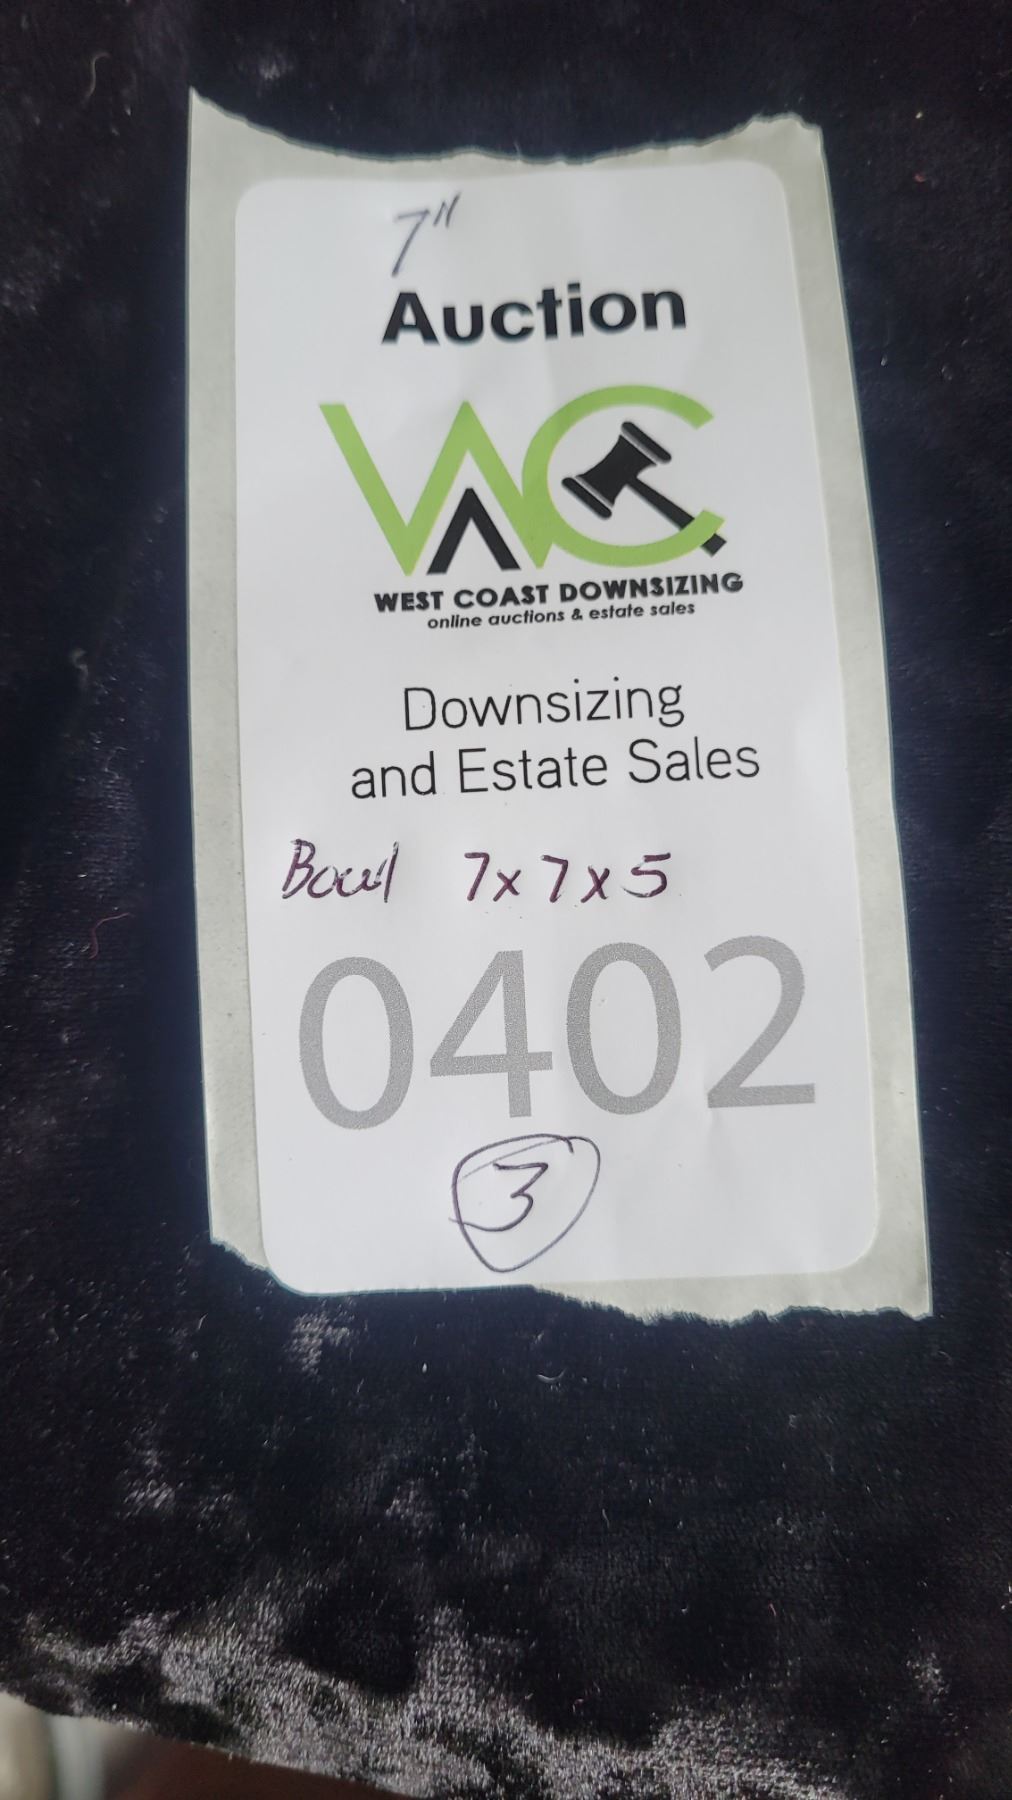 7"
Auction
WC
WEST COAST DOWNSIZING
online auctions & estate sales
Downsizing
and Estate Sales
Bowl 7x7x5
0402
3